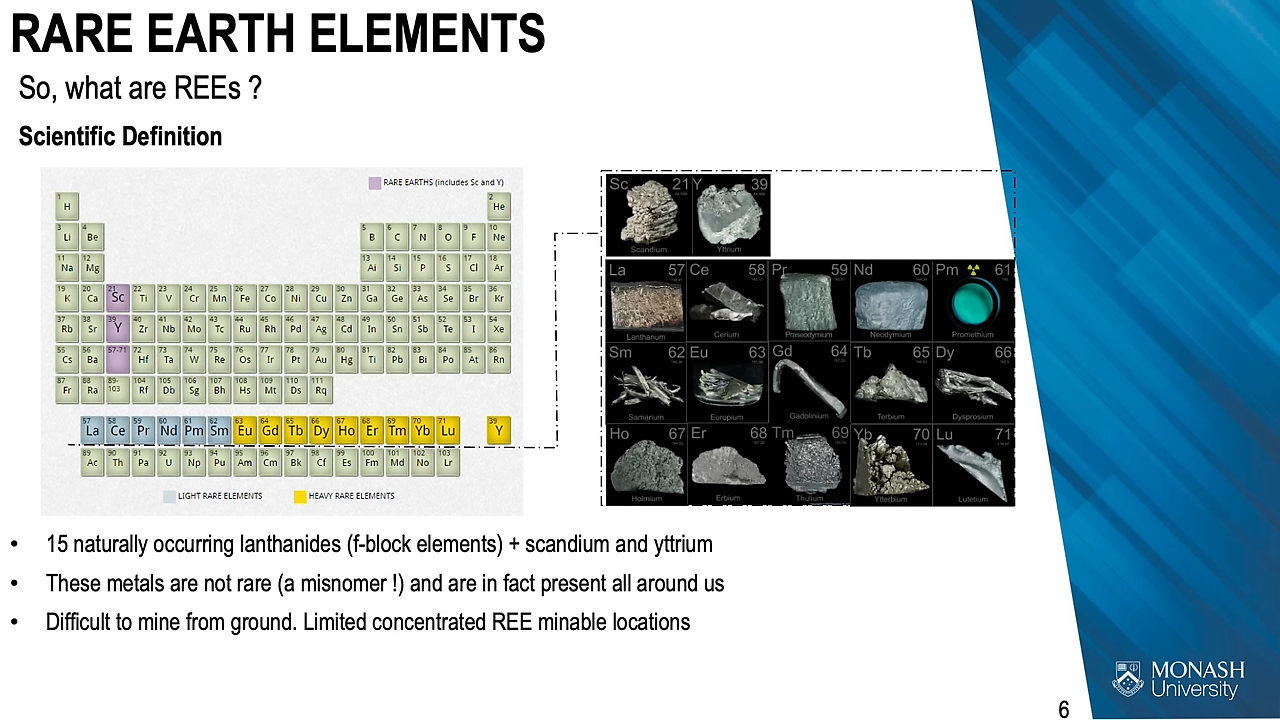 RARE EARTH ELEMENTS
So, what are REEs ?
Scientific Definition
RARE EARTHS (includes Sc and Y)
1 H 2 He
3 Li 4 Be 5 B 6 C 7 N 8 O 9 F 10 Ne
11 Na 12 Mg 13 Ai 14 Si 15 P 16 S 17 Cl 18 Ar
19 K 20 Ca 21 Sc 22 Ti 23 V 24 Cr 25 Mn 26 Fe 27 Co 28 Ni 29 Cu 30 Zn 31 Ga 32 Ge 33 As 34 Se 35 Br 36 Kr
37 Rb 38 Sr 39 Y 40 Zr 41 Nb 42 Mo 43 Tc 44 Ru 45 Rh 46 Pd 47 Ag 48 Cd 49 In 50 Sn 51 Sb 52 Te 53 I 54 Xe
55 Cs 56 Ba 57-71 72 Hf 73 Ta 74 W 75 Re 76 Os 77 Ir 78 Pt 79 Au 80 Hg 81 Ti 82 Pb 83 Bi 84 Po 85 At 86 Rn
87 Fr 88 Ra 89-103 104 Rf 105 Db 106 Sg 107 Bh 108 Hs 109 Mt 110 Ds 111 Rq
57 La 58 Ce 59 Pr 60 Nd 61 Pm 62 Sm 63 Eu 64 Gd 65 Tb 66 Dy 67 Ho 68 Er 69 Tm 70 Yb 71 Lu 39 Y
89 Ac 90 Th 91 Pa 92 U 93 Np 94 Pu 95 Am 96 Cm 97 Bk 98 Cf 99 Es 100 Fm 101 Md 102 No 103 Lr
LIGHT RARE ELEMENTS HEAVY RARE ELEMENTS
Sc 21 Y 39
Scandium Yttrium
La 57 Ce 58 Pr 59 Nd 60 Pm 61
Lanthanum Cerium Praseodymium Neodymium Promethium
Sm 62 Eu 63 Gd 64 Tb 65 Dy 66
Samarium Europium Gadolinium Terbium Dysprosium
Ho 67 Er 68 Tm 69 Yb 70 Lu 71
Holmium Erbium Thulium Ytterbium Lutetium
• 15 naturally occurring lanthanides (f-block elements) + scandium and yttrium
• These metals are not rare (a misnomer !) and are in fact present all around us
• Difficult to mine from ground. Limited concentrated REE minable locations
MONASH
University
6